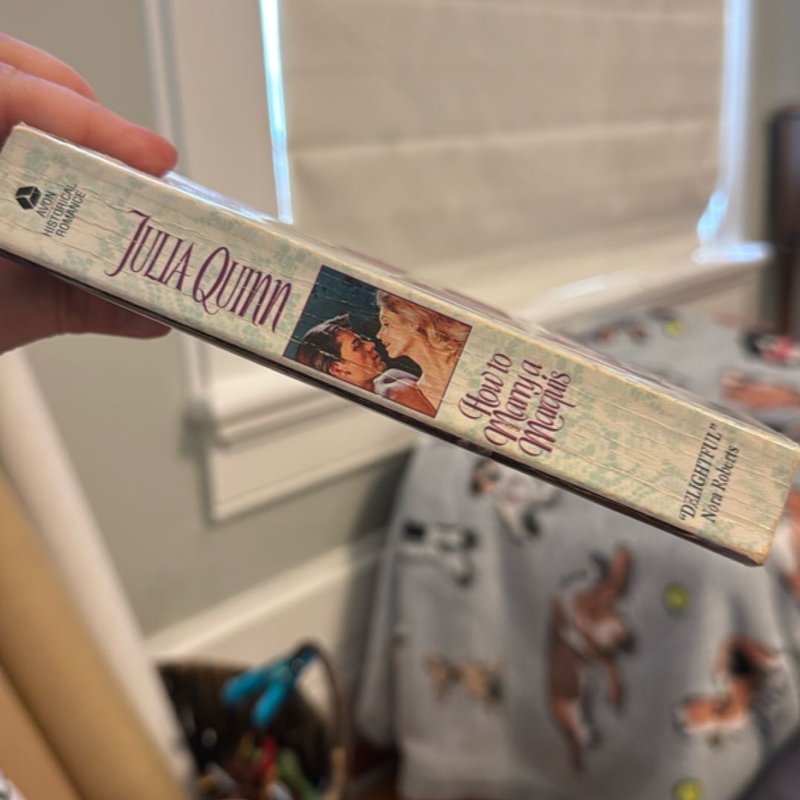 AVON
HISTORICAL
ROMANCE
JULIA QUINN
How to
Marry a
Marquis
"DELIGHTFUL"
Nora Roberts